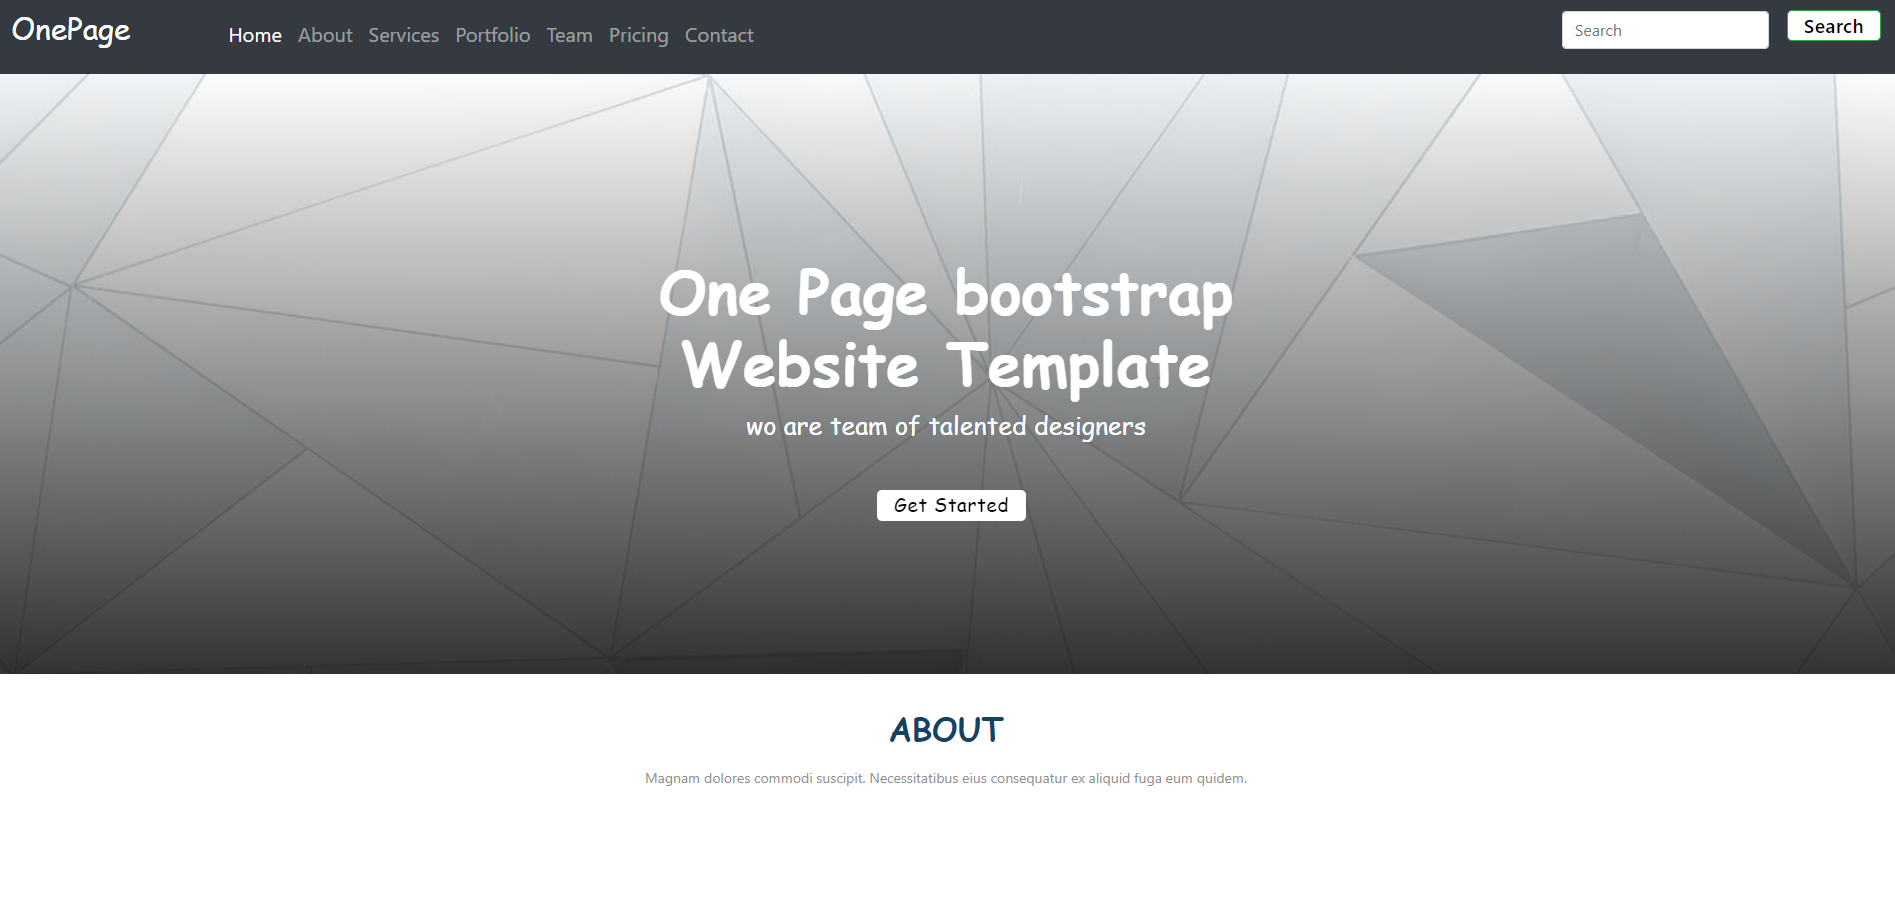 OnePage Home About Services Portfolio Team Pricing Contact Search Search
One Page bootstrap
Website Template
wo are team of talented designers
Get Started
ABOUT
Magnam dolores commodi suscipit. Necessitatibus eius consequatur ex aliquid fuga eum quidem.